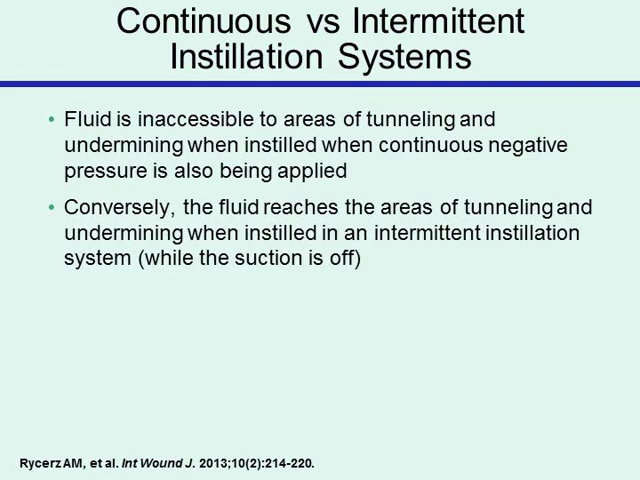 Continuous vs Intermittent
Instillation Systems
• Fluid is inaccessible to areas of tunneling and
undermining when instilled when continuous negative
pressure is also being applied
• Conversely, the fluid reaches the areas of tunneling and
undermining when instilled in an intermittent instillation
system (while the suction is off)
Rycerz AM, et al. Int Wound J. 2013;10(2):214-220.